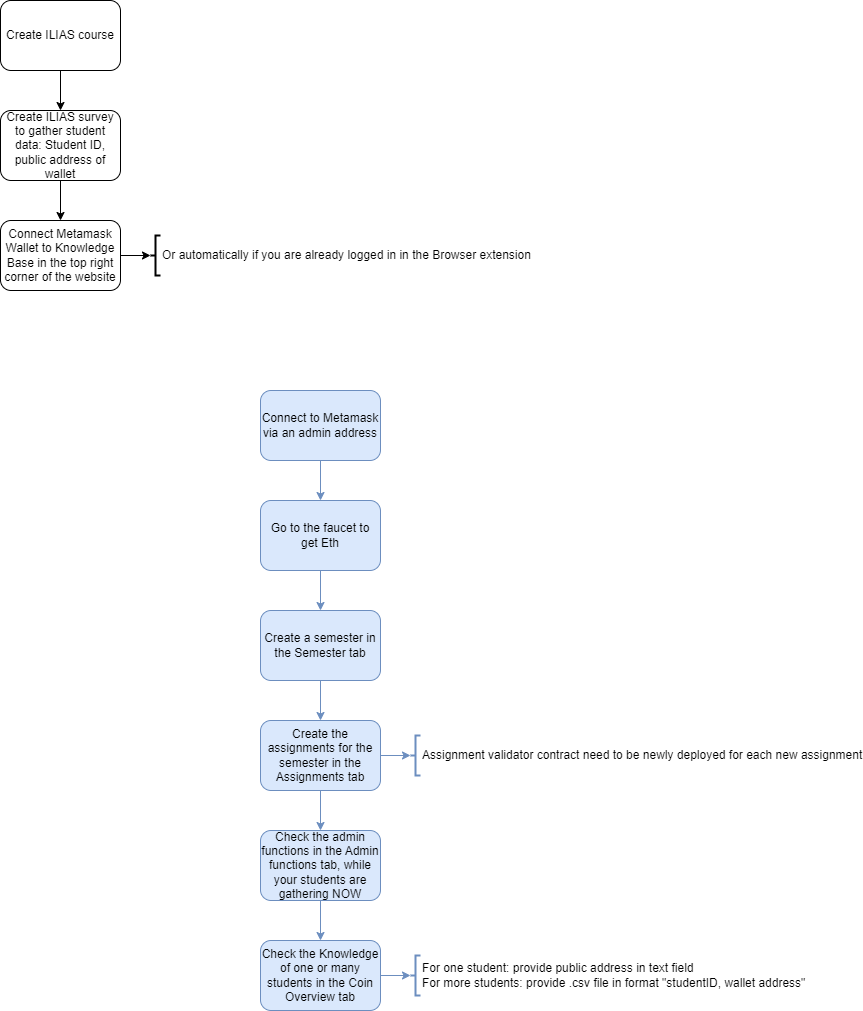 Create ILIAS course
Create ILIAS survey
to gather student
data: Student ID,
public address of
wallet
Connect Metamask
Wallet to Knowledge
Base in the top right
corner of the website
Or automatically if you are already logged in in the Browser extension
Connect to Metamask
via an admin address
Go to the faucet to
get Eth
Create a semester in
the Semester tab
Create the
assignments for the
semester in the
Assignments tab
Assignment validator contract need to be newly deployed for each new assignment
Check the admin
functions in the Admin
functions tab, while
your students are
gathering NOW
Check the Knowledge
of one or many
students in the Coin
Overview tab
For one student: provide public address in text field
For more students: provide .csv file in format "studentID, wallet address"